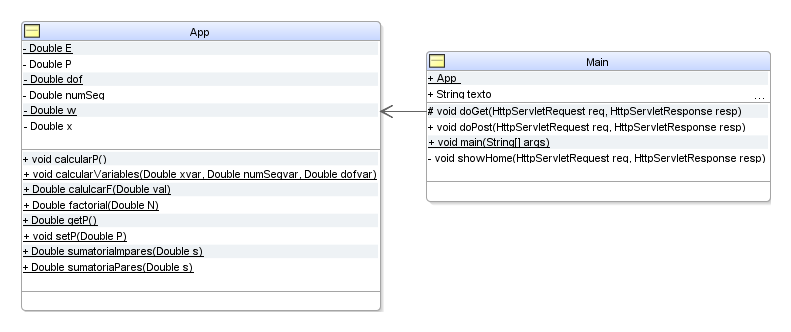 App
- Double E
- Double P
- Double dof
- Double numSeg
- Double w
- Double x
+ void calcularP()
+ void calcularVariables(Double xvar, Double numSegvar, Double dofvar)
+ Double calulcarF(Double val)
+ Double factorial(Double N)
+ Double getP()
+ void setP(Double P)
+ Double sumatoriaImpares(Double s)
+ Double sumatoriaPares(Double s)
Main
+ App
+ String texto ...
# void doGet(HttpServletRequest req, HttpServletResponse resp)
+ void doPost(HttpServletRequest req, HttpServletResponse resp)
+ void main(String[] args)
- void showHome(HttpServletRequest req, HttpServletResponse resp)